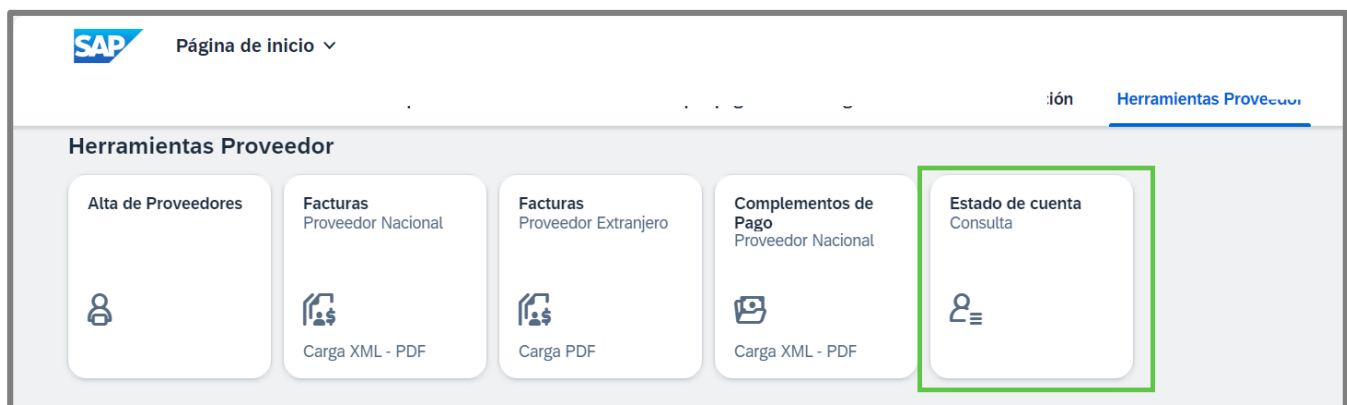 SAP
Página de inicio
ión Herramientas Proveedor
Herramientas Proveedor
Alta de Proveedores
Facturas
Proveedor Nacional
Carga XML - PDF
Facturas
Proveedor Extranjero
Carga PDF
Complementos de
Pago
Proveedor Nacional
Carga XML - PDF
Estado de cuenta
Consulta